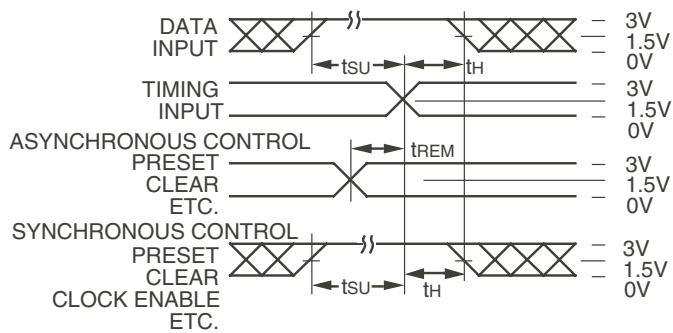 DATA
INPUT
3V
1.5V
0V
tSU
tH
TIMING
INPUT
3V
1.5V
0V
ASYNCHRONOUS CONTROL
PRESET
CLEAR
ETC.
tREM
3V
1.5V
0V
SYNCHRONOUS CONTROL
PRESET
CLEAR
CLOCK ENABLE
ETC.
tSU
tH
3V
1.5V
0V